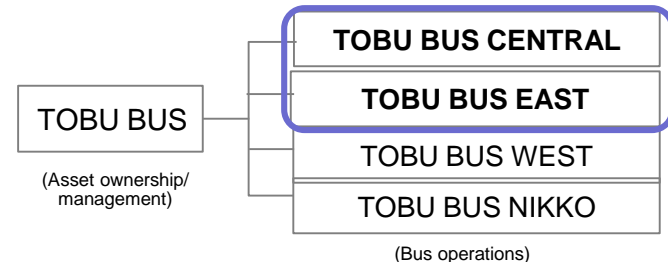 TOBU BUS CENTRAL
TOBU BUS EAST
TOBU BUS
TOBU BUS WEST
(Asset ownership/
management)
TOBU BUS NIKKO
(Bus operations)